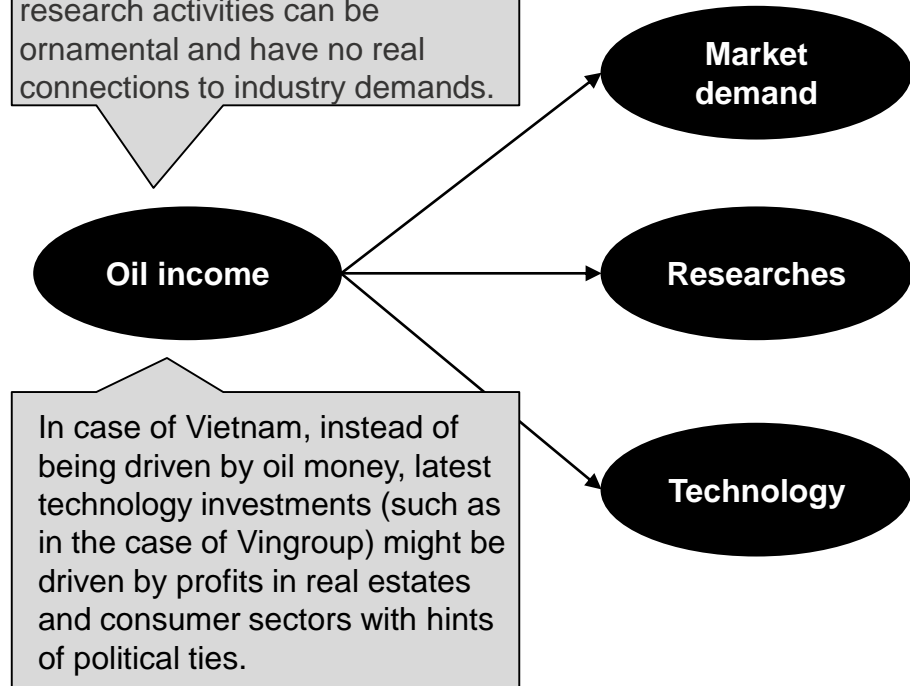 research activities can be
ornamental and have no real
connections to industry demands.
Market
demand
Oil income
Researches
In case of Vietnam, instead of
being driven by oil money, latest
technology investments (such as
in the case of Vingroup) might be
driven by profits in real estates
and consumer sectors with hints
of political ties.
Technology